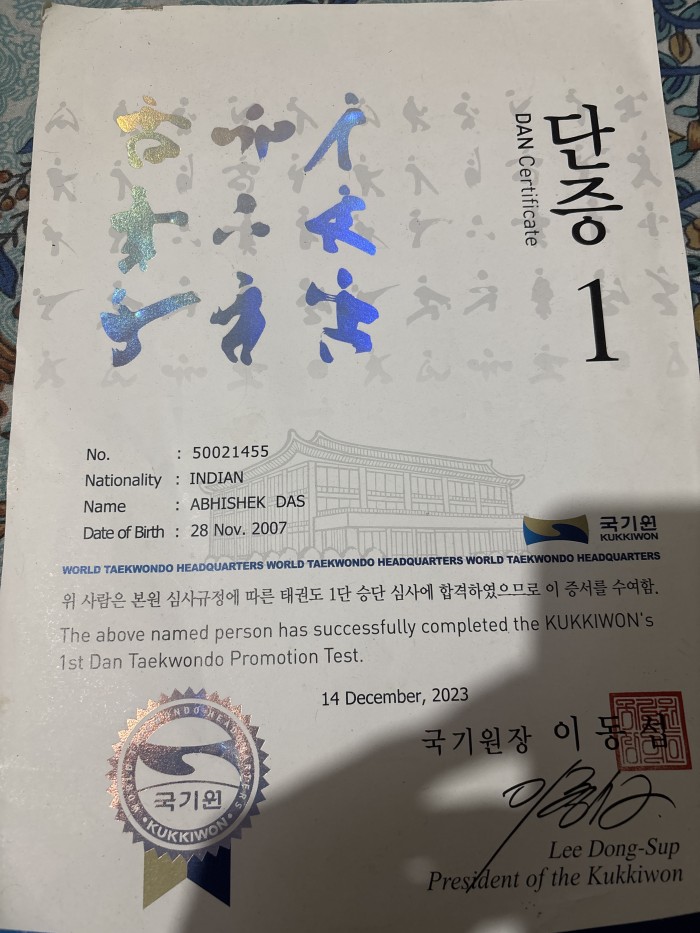 단증
DAN Certificate
1
No. : 50021455
Nationality : INDIAN
Name : ABHISHEK DAS
Date of Birth : 28 Nov. 2007
국기원
KUKKIWON
WORLD TAEKWONDO HEADQUARTERS WORLD TAEKWONDO HEADQUARTERS WORLD TAEKWONDO HEADQUARTERS
위 사람은 본원 심사규정에 따른 태권도 1단 승단 심사에 합격하였으므로 이 증서를 수여함.
The above named person has successfully completed the KUKKIWON's
1st Dan Taekwondo Promotion Test.
14 December, 2023
국기원장 이동섭
Lee Dong-Sup
President of the Kukkiwon
WORLD TAEKWONDO HEADQUARTERS
국기원
KUKKIWON